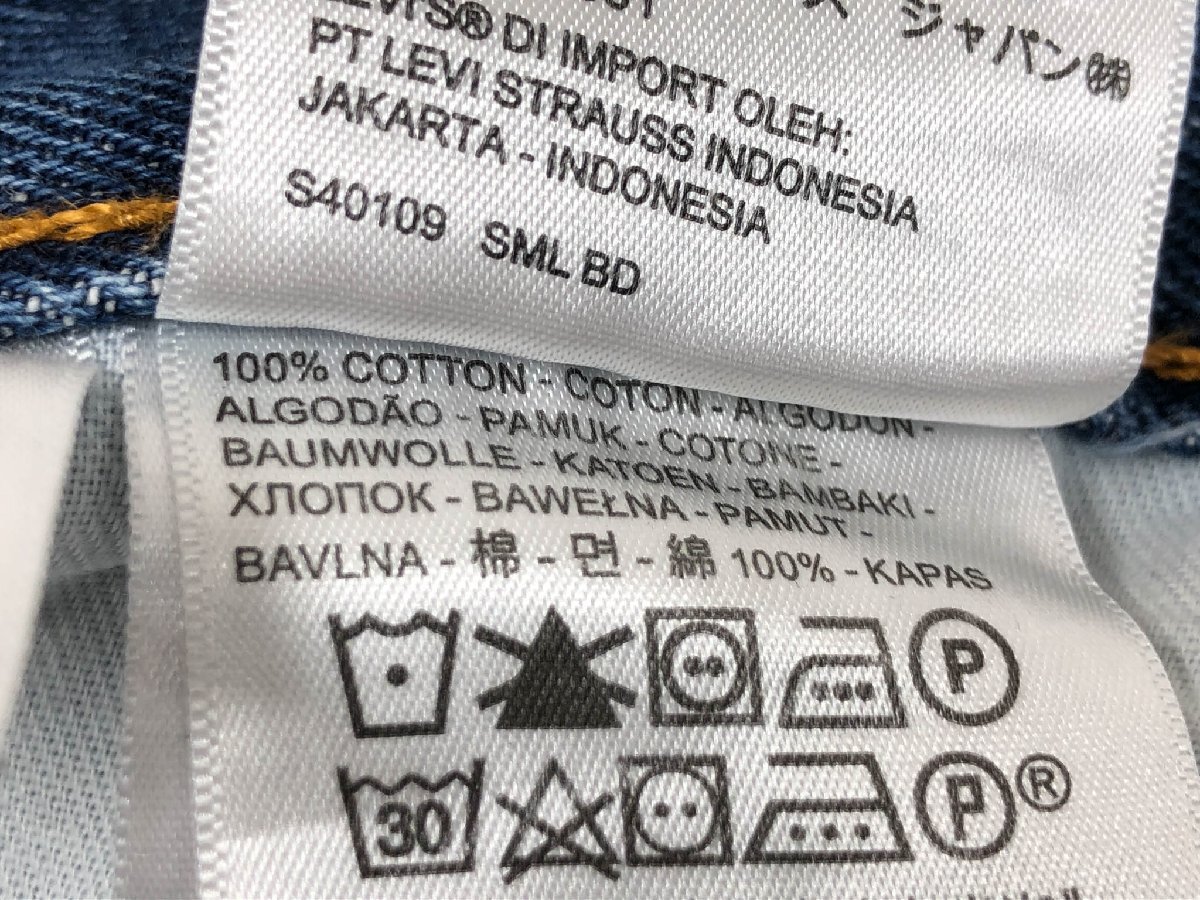 ジャパン㈱
LEVI'S® DI IMPORT OLEH:
PT LEVI STRAUSS INDONESIA
JAKARTA - INDONESIA
S40109 SML BD
100% COTTON - COTON - ALGODON -
ALGODÃO - PAMUK - COTONE -
BAUMWOLLE - KATOEN - BAMBAKI -
ХЛОПОК - BAWEŁNA - PAMUT -
BAVLNA - 棉 - 면 - 綿 100% - KAPAS
P
30 P ®